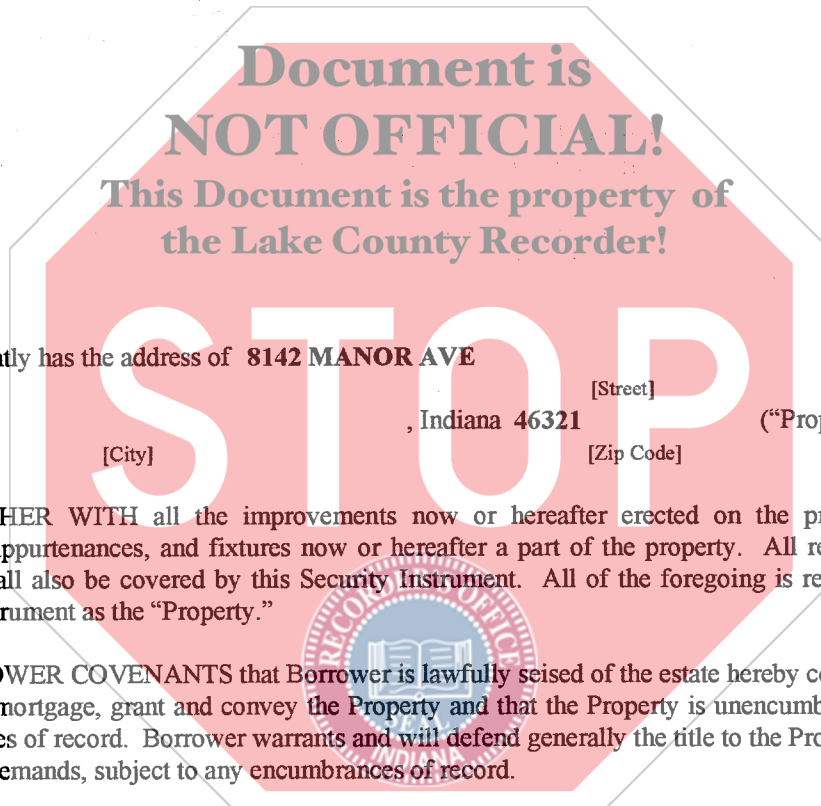 Document is
NOT OFFICIAL!
This Document is the property of
the Lake County Recorder!
STOP
ntly has the address of 8142 MANOR AVE
[Street]
, Indiana 46321 (“Prop
[City] [Zip Code]
HER WITH all the improvements now or hereafter erected on the pr
appurtenances, and fixtures now or hereafter a part of the property. All re
all also be covered by this Security Instrument. All of the foregoing is re
rument as the “Property.”
OWER COVENANTS that Borrower is lawfully seised of the estate hereby co
mortgage, grant and convey the Property and that the Property is unencumb
es of record. Borrower warrants and will defend generally the title to the Pro
emands, subject to any encumbrances of record.
RECORDER'S OFFICE
SEAL
INDIANA